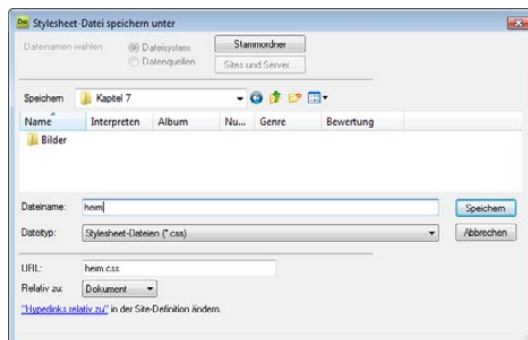 Dw Stylesheet-Datei speichern unter
Dateinamen wählen
Dateisystem
Stammordner
Datenquellen
Sites und Server...
Speichern
Kapitel 7
Name Interpreten Album Nu... Genre Bewertung
Bilder
Dateiname: heim
Speichern
Dateityp: Stylesheet-Dateien (*.css)
Abbrechen
URL: heim.css
Relativ zu: Dokument
"Hyperlinks relativ zu" in der Site-Definition ändern.